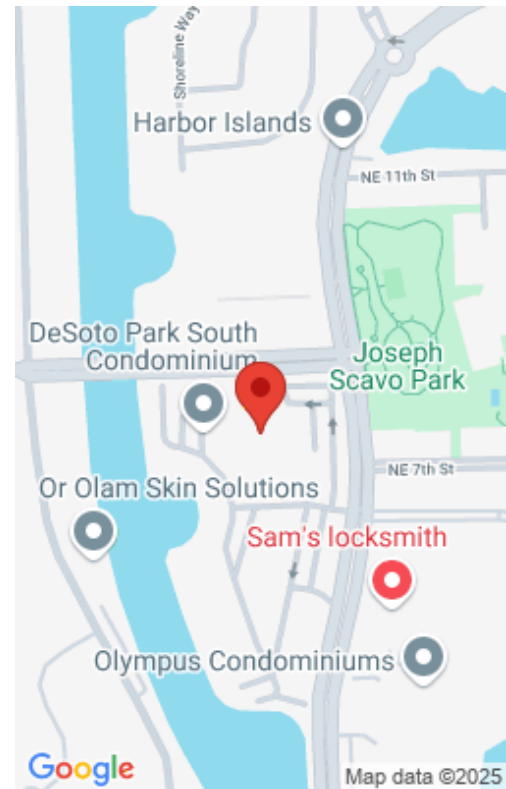 Shoreline Way
Harbor Islands
NE 11th St
DeSoto Park South
Condominium
Joseph
Scavo Park
NE 7th St
Or Olam Skin Solutions
Sam's locksmith
Olympus Condominiums
Google
Map data ©2025